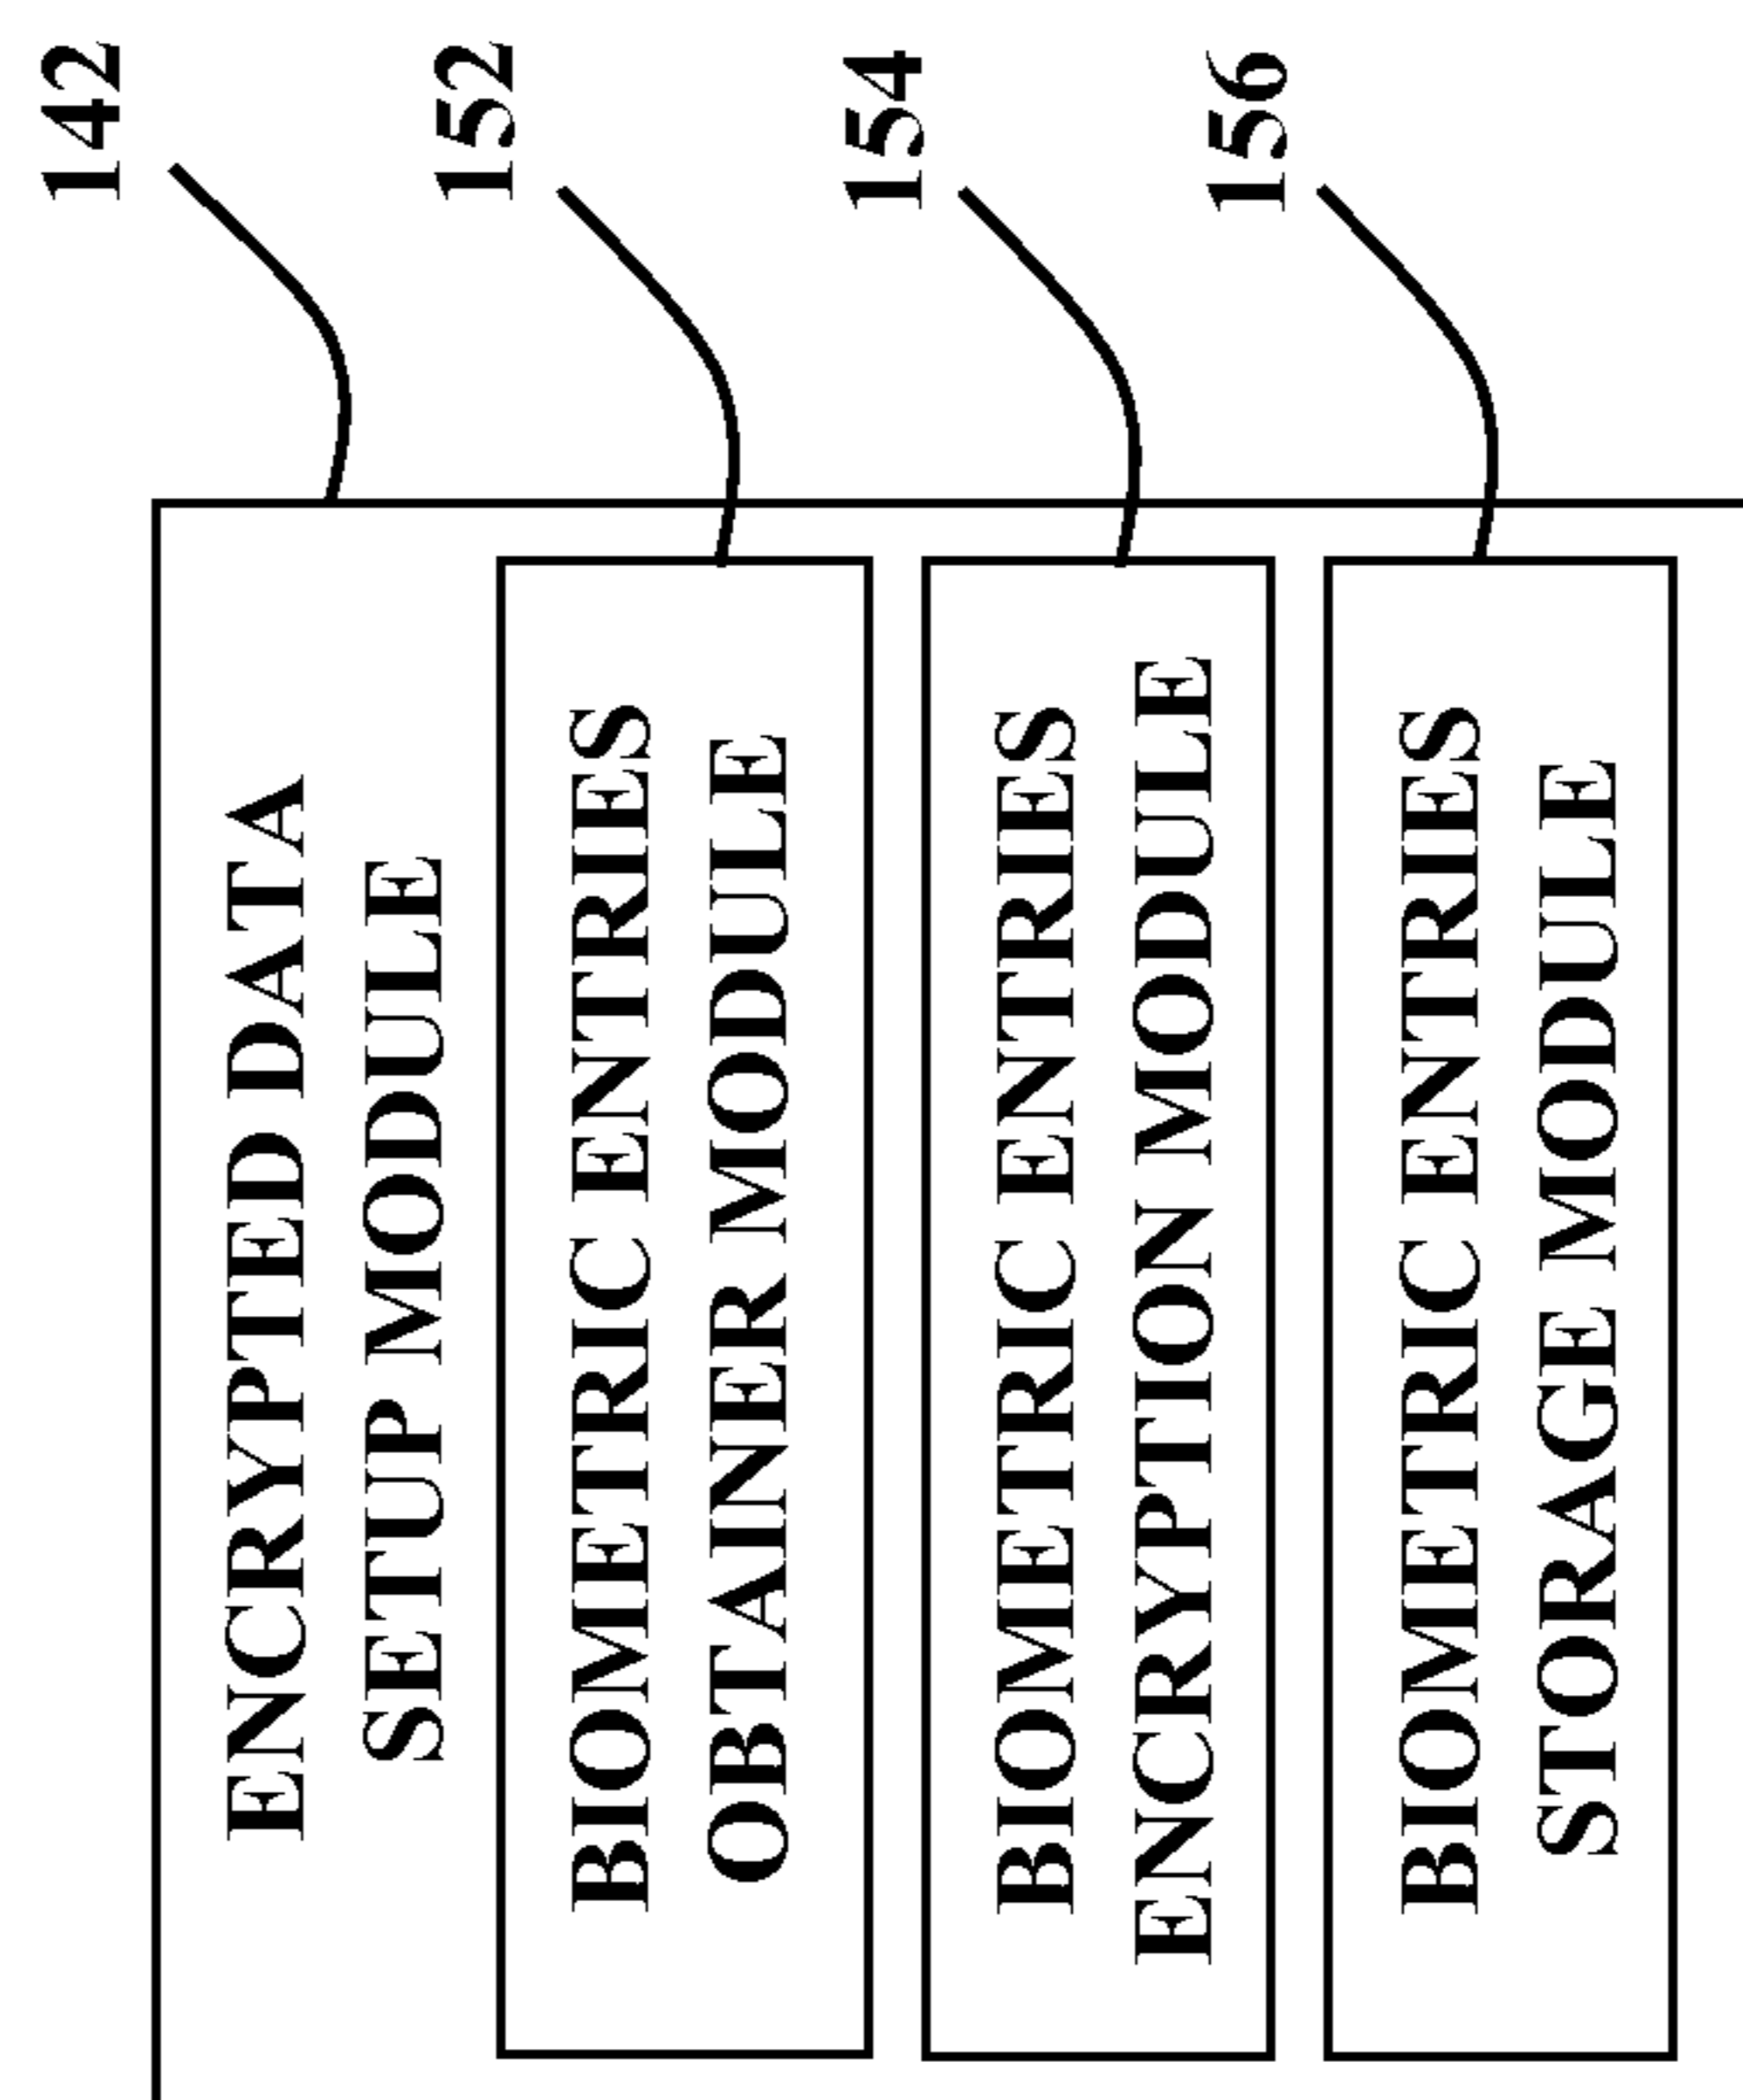 ENCRYPTED DATA
SETUP MODULE
142
BIOMETRIC ENTRIES
OBTAINER MODULE
152
BIOMETRIC ENTRIES
ENCRYPTION MODULE
154
BIOMETRIC ENTRIES
STORAGE MODULE
156